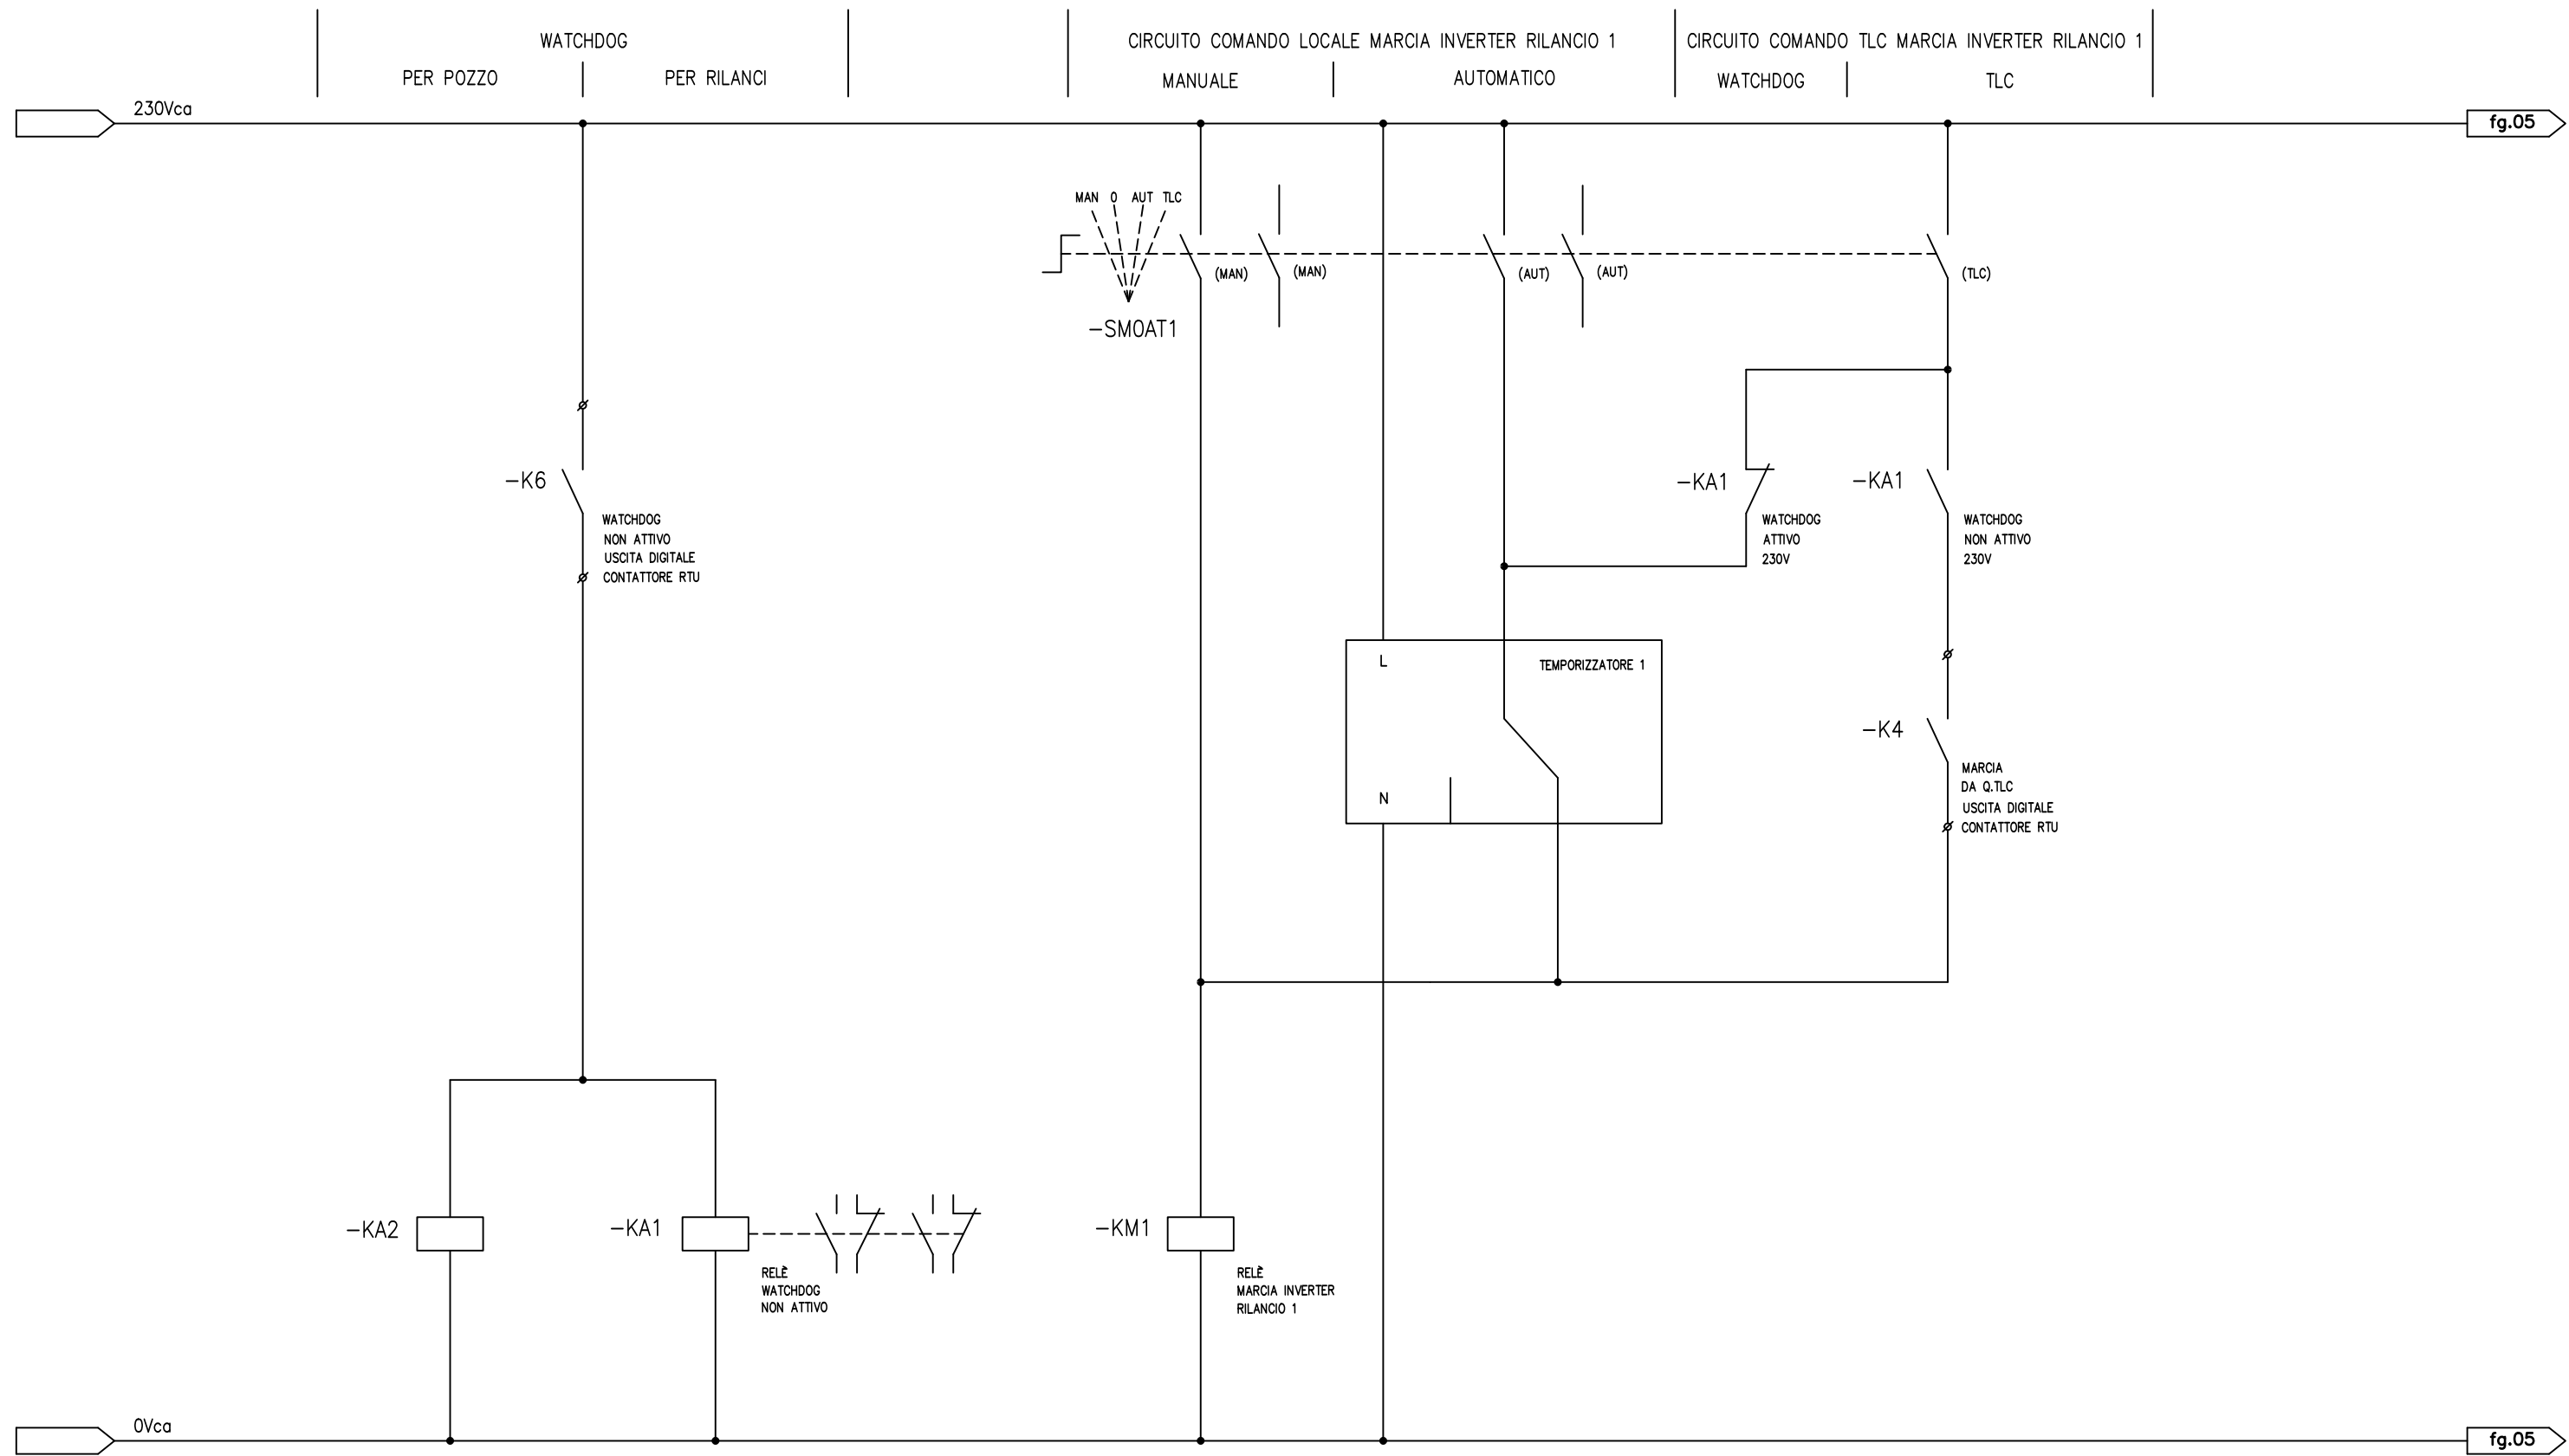 WATCHDOG
PER POZZO
PER RILANCI
CIRCUITO COMANDO LOCALE MARCIA INVERTER RILANCIO 1
MANUALE
AUTOMATICO
CIRCUITO COMANDO TLC MARCIA INVERTER RILANCIO 1
WATCHDOG
TLC
230Vca
fg.05
MAN 0 AUT TLC
(MAN)
(MAN)
(AUT)
(AUT)
(TLC)
-SM0AT1
-K6
WATCHDOG
NON ATTIVO
USCITA DIGITALE
CONTATTORE RTU
-KA1
WATCHDOG
ATTIVO
230V
-KA1
WATCHDOG
NON ATTIVO
230V
L
TEMPORIZZATORE 1
N
-K4
MARCIA
DA Q.TLC
USCITA DIGITALE
CONTATTORE RTU
-KA2
-KA1
RELÈ
WATCHDOG
NON ATTIVO
-KM1
RELÈ
MARCIA INVERTER
RILANCIO 1
0Vca
fg.05